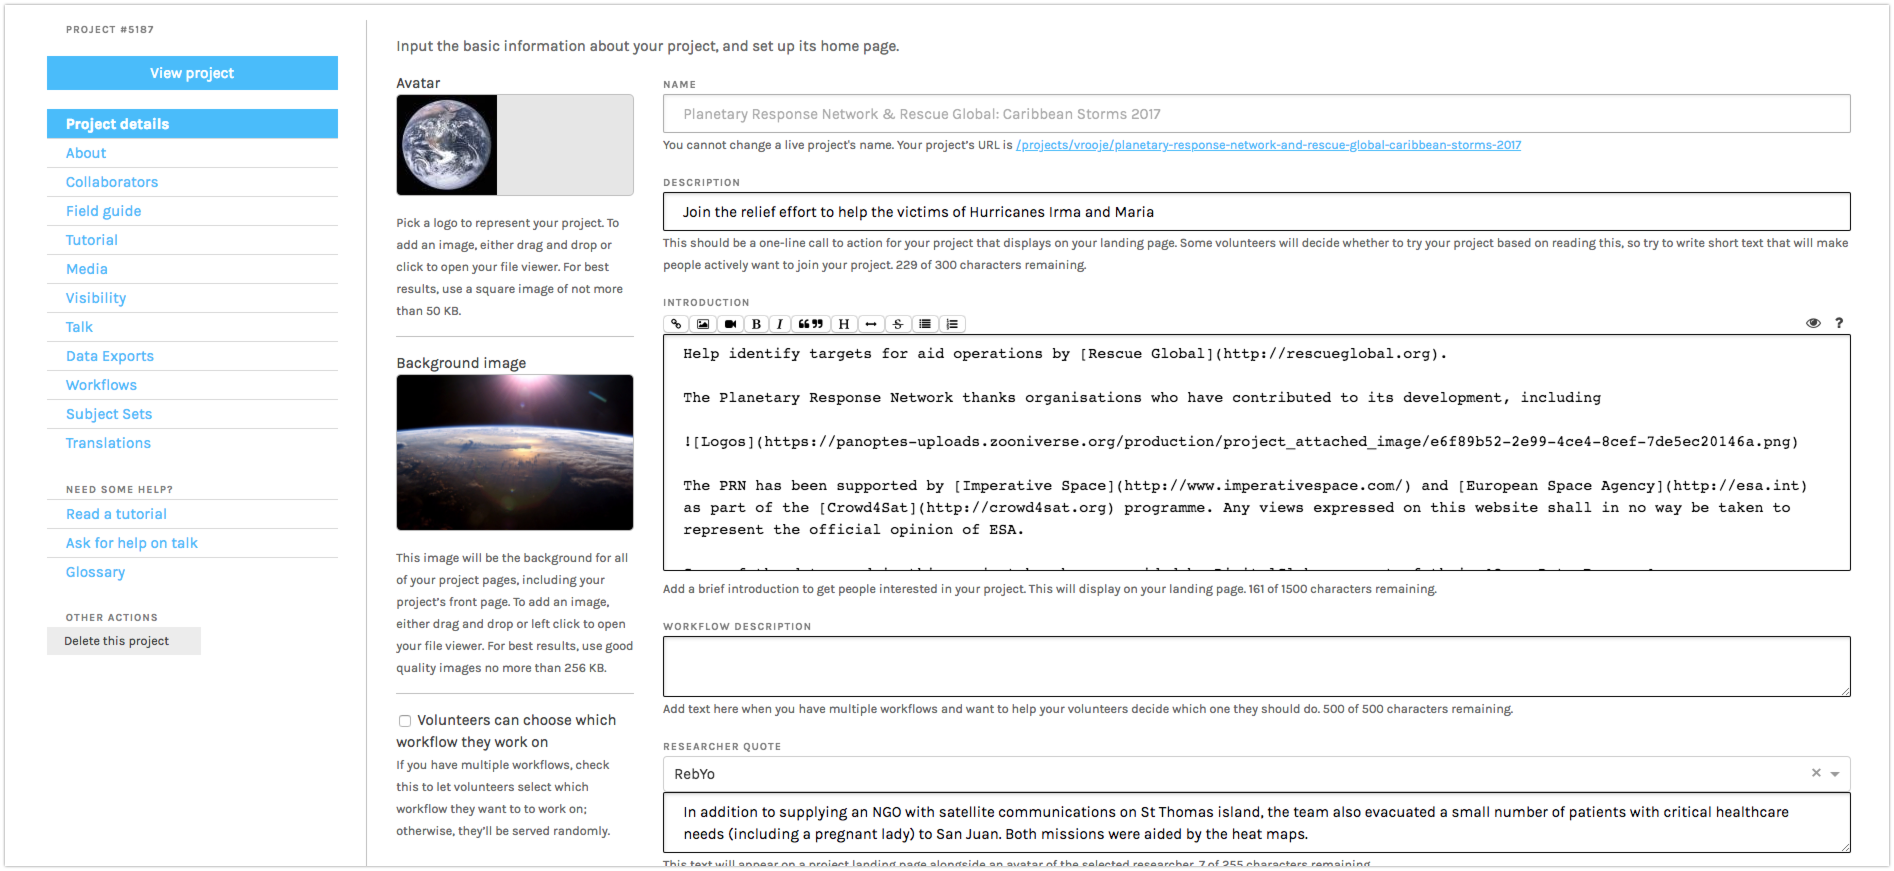 PROJECT #5187
View project
Project details
About
Collaborators
Field guide
Tutorial
Media
Visibility
Talk
Data Exports
Workflows
Subject Sets
Translations
NEED SOME HELP?
Read a tutorial
Ask for help on talk
Glossary
OTHER ACTIONS
Delete this project
Input the basic information about your project, and set up its home page.
Avatar
Pick a logo to represent your project. To
add an image, either drag and drop or
click to open your file viewer. For best
results, use a square image of not more
than 50 KB.
Background image
This image will be the background for all
of your project pages, including your
project's front page. To add an image,
either drag and drop or left click to open
your file viewer. For best results, use good
quality images no more than 256 KB.
Volunteers can choose which
workflow they work on
If you have multiple workflows, check
this to let volunteers select which
workflow they want to to work on;
otherwise, they'll be served randomly.
NAME
Planetary Response Network & Rescue Global: Caribbean Storms 2017
You cannot change a live project's name. Your project's URL is /projects/vrooje/planetary-response-network-and-rescue-global-caribbean-storms-2017
DESCRIPTION
Join the relief effort to help the victims of Hurricanes Irma and Maria
This should be a one-line call to action for your project that displays on your landing page. Some volunteers will decide whether to try your project based on reading this, so try to write short text that will make
people actively want to join your project. 229 of 300 characters remaining.
INTRODUCTION
B I H S ?
Help identify targets for aid operations by [Rescue Global](http://rescueglobal.org).
The Planetary Response Network thanks organisations who have contributed to its development, including
![Logos](https://panoptes-uploads.zooniverse.org/production/project_attached_image/e6f89b52-2e99-4ce4-8cef-7de5ec20146a.png)
The PRN has been supported by [Imperative Space](http://www.imperativespace.com/) and [European Space Agency](http://esa.int)
as part of the [Crowd4Sat](http://crowd4sat.org) programme. Any views expressed on this website shall in no way be taken to
represent the official opinion of ESA.
Add a brief introduction to get people interested in your project. This will display on your landing page. 161 of 1500 characters remaining.
WORKFLOW DESCRIPTION
Add text here when you have multiple workflows and want to help your volunteers decide which one they should do. 500 of 500 characters remaining.
RESEARCHER QUOTE
RebYo
In addition to supplying an NGO with satellite communications on St Thomas island, the team also evacuated a small number of patients with critical healthcare
needs (including a pregnant lady) to San Juan. Both missions were aided by the heat maps.
This text will appear on a project landing page alongside an avatar of the selected researcher. 7 of 255 characters remaining.